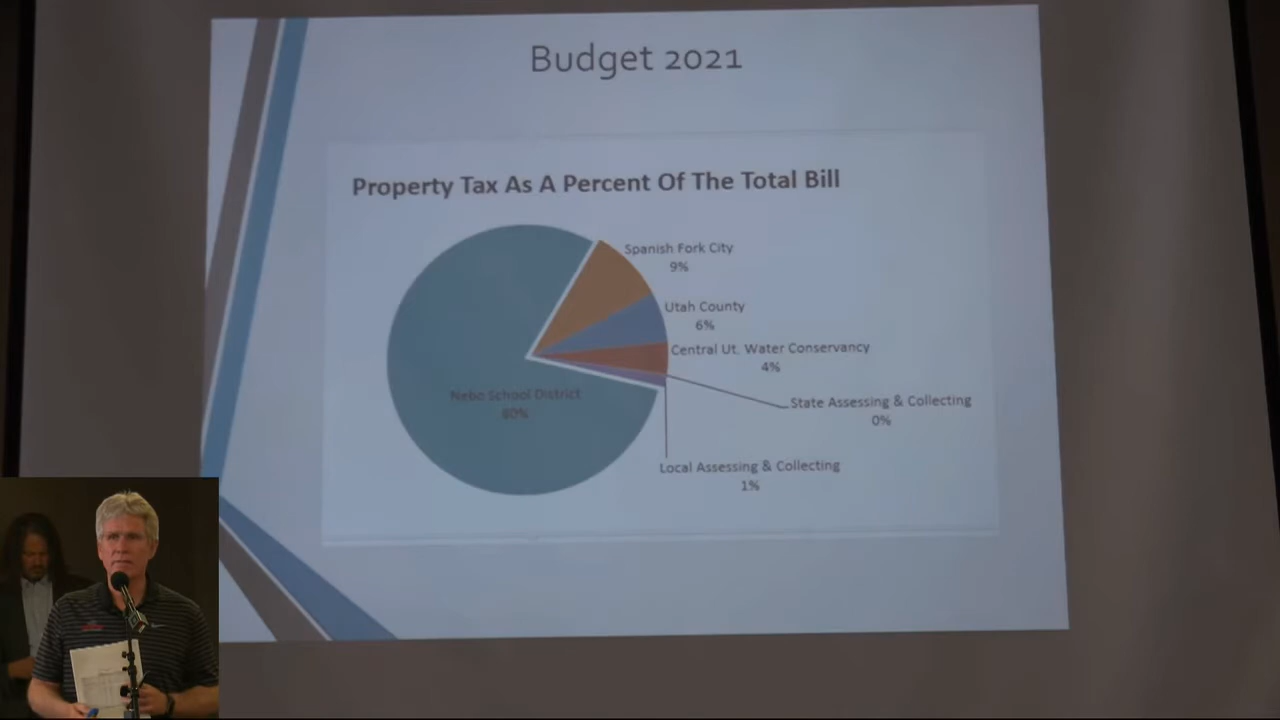 Budget 2021
Property Tax As A Percent Of The Total Bill
Spanish Fork City
9%
Utah County
6%
Central Ut. Water Conservancy
4%
Nebo School District
80%
State Assessing & Collecting
0%
Local Assessing & Collecting
1%